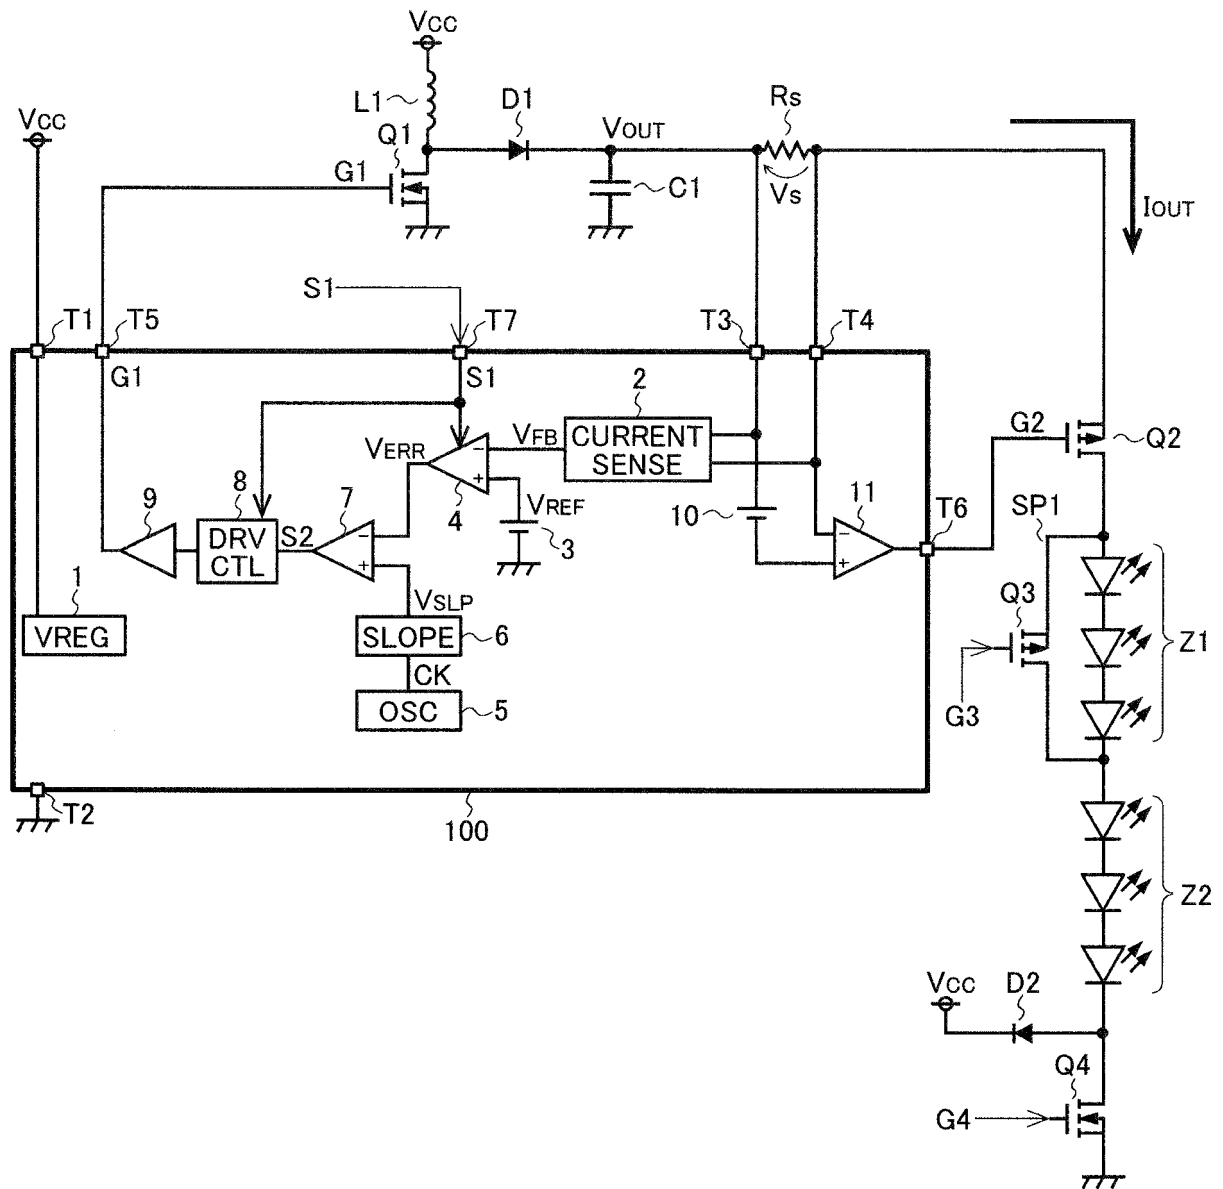 VCC
L1
D1
RS
VCC
Q1
VOUT
G1
C1
VS
IOUT
S1
T1
T5
T7
T3
T4
G1
S1
2
VERR
VFB
CURRENT
SENSE
G2
Q2
9
8
7
4
VREF
10
11
T6
SP1
DRV
CTL
S2
3
1
VSLP
Q3
Z1
VREG
SLOPE
6
CK
G3
OSC
5
T2
100
Z2
VCC
D2
Q4
G4